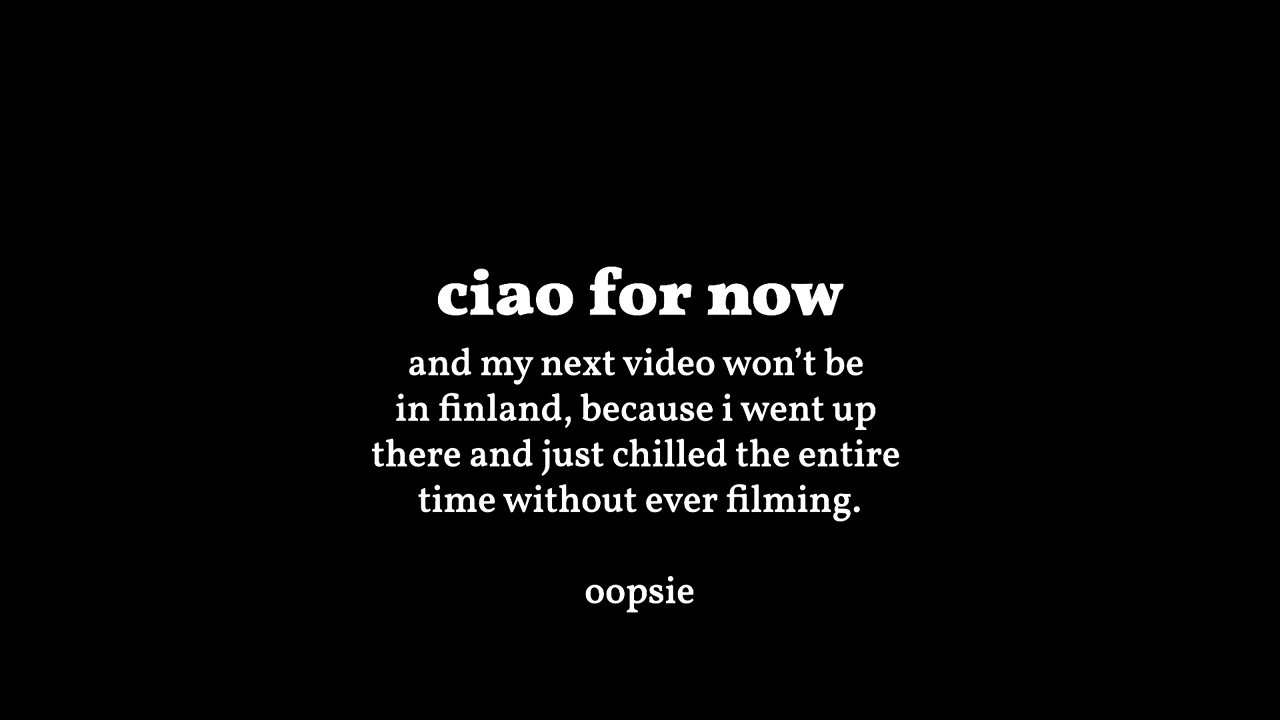 ciao for now
and my next video won’t be
in finland, because i went up
there and just chilled the entire
time without ever filming.
oopsie